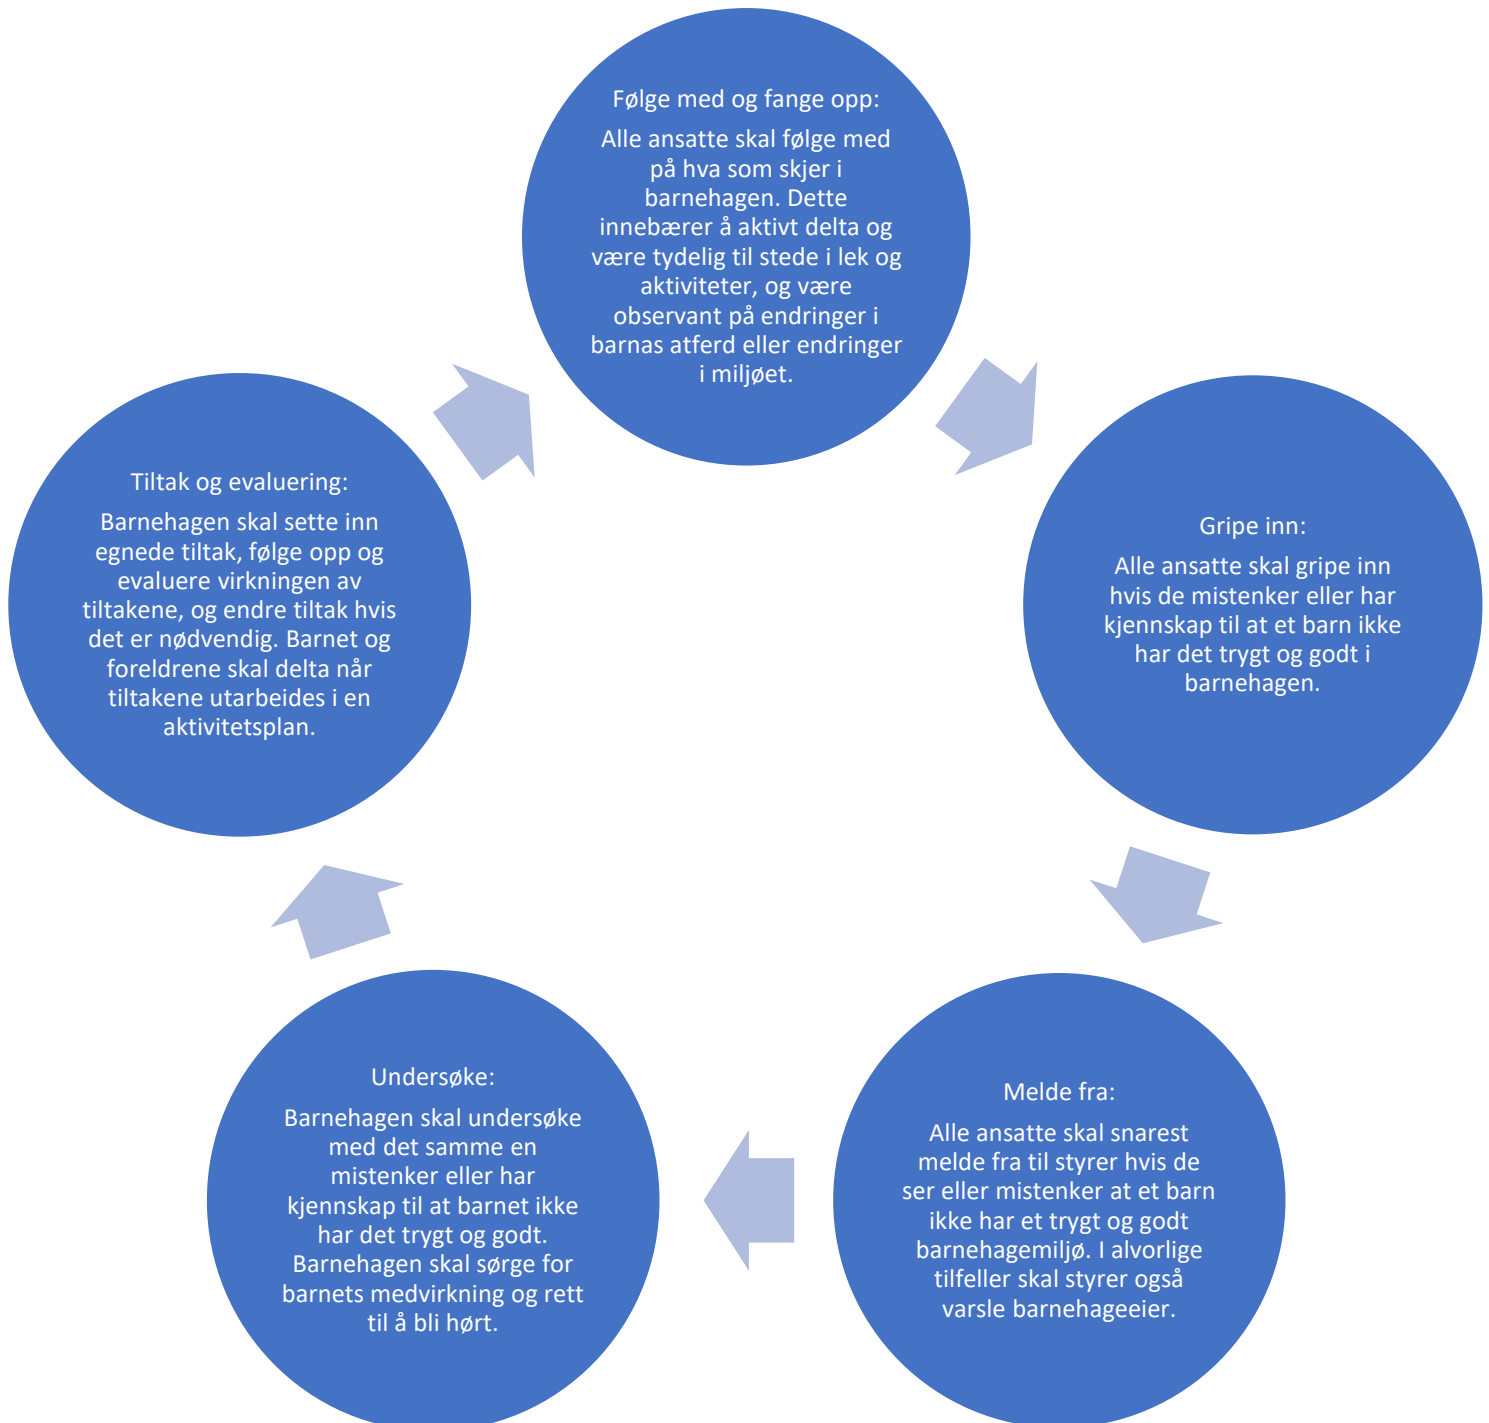 Følge med og fange opp:
Alle ansatte skal følge med
på hva som skjer i
barnehagen. Dette
innebærer å aktivt delta og
være tydelig til stede i lek og
aktiviteter, og være
observant på endringer i
barnas atferd eller endringer
i miljøet.
Gripe inn:
Alle ansatte skal gripe inn
hvis de mistenker eller har
kjennskap til at et barn ikke
har det trygt og godt i
barnehagen.
Melde fra:
Alle ansatte skal snarest
melde fra til styrer hvis de
ser eller mistenker at et barn
ikke har et trygt og godt
barnehagemiljø. I alvorlige
tilfeller skal styrer også
varsle barnehageeier.
Undersøke:
Barnehagen skal undersøke
med det samme en
mistenker eller har
kjennskap til at barnet ikke
har det trygt og godt.
Barnehagen skal sørge for
barnets medvirkning og rett
til å bli hørt.
Tiltak og evaluering:
Barnehagen skal sette inn
egnede tiltak, følge opp og
evaluere virkningen av
tiltakene, og endre tiltak hvis
det er nødvendig. Barnet og
foreldrene skal delta når
tiltakene utarbeides i en
aktivitetsplan.